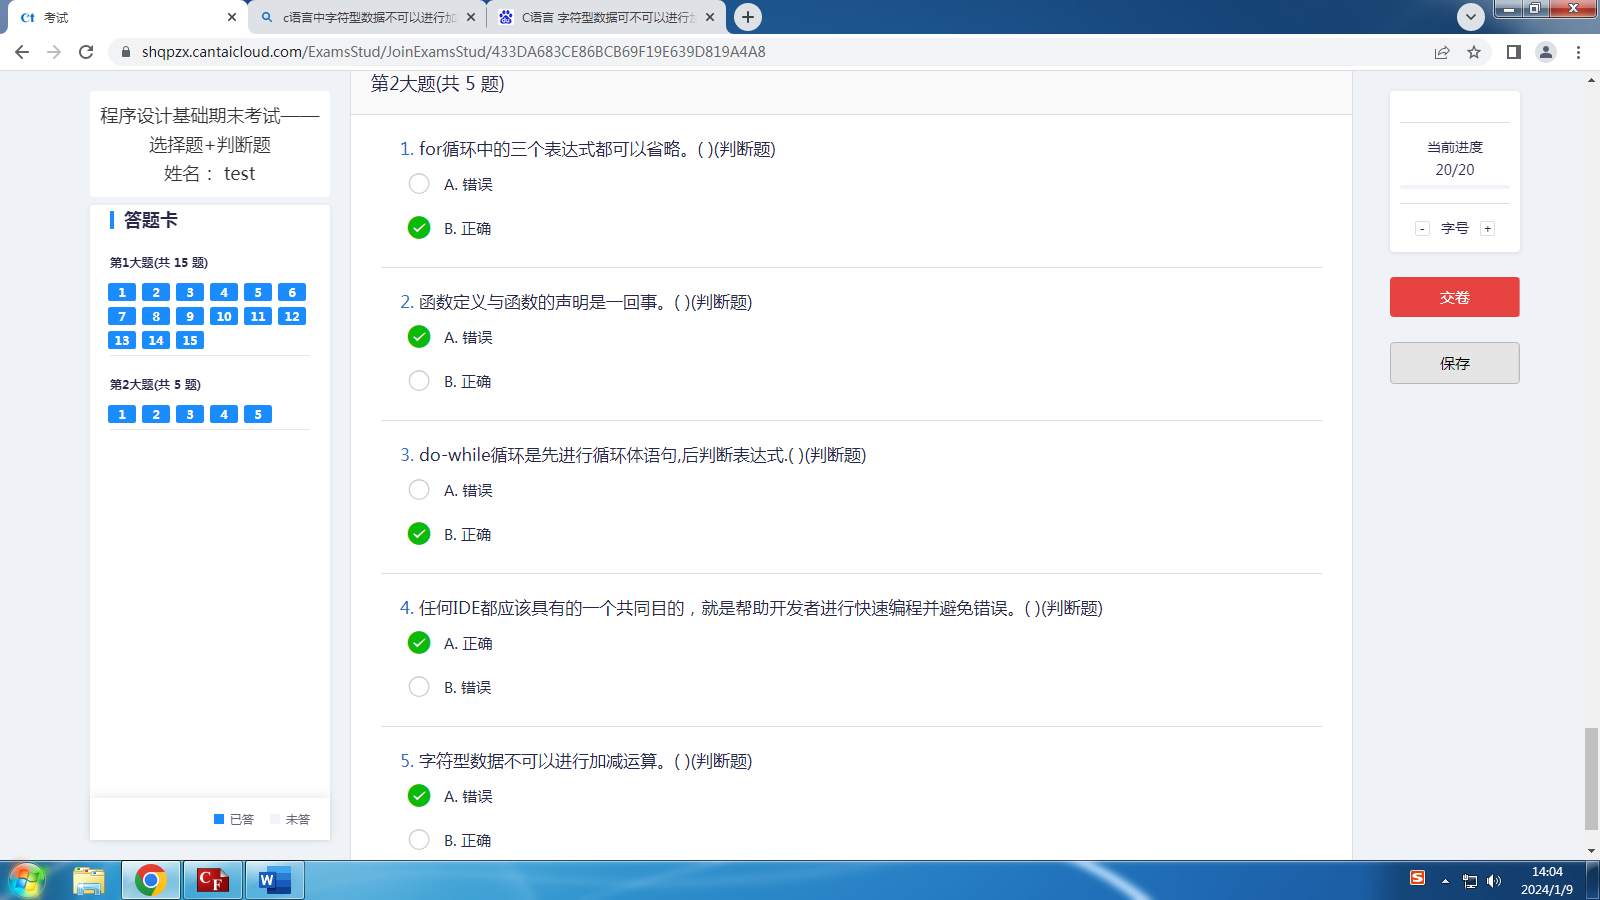 考试
c语言中字符型数据不可以进行加
C语言 字符型数据可不可以进行加
shqpzx.cantaicloud.com/ExamsStud/JoinExamsStud/433DA683CE86BCB69F19E639D819A4A8
程序设计基础期末考试——
选择题+判断题
姓名： test
答题卡
第1大题(共 15 题)
1 2 3 4 5 6
7 8 9 10 11 12
13 14 15
第2大题(共 5 题)
1 2 3 4 5
已答 未答
第2大题(共 5 题)
1. for循环中的三个表达式都可以省略。( )(判断题)
A. 错误
B. 正确
2. 函数定义与函数的声明是一回事。( )(判断题)
A. 错误
B. 正确
3. do-while循环是先进行循环体语句,后判断表达式.( )(判断题)
A. 错误
B. 正确
4. 任何IDE都应该具有的一个共同目的，就是帮助开发者进行快速编程并避免错误。( )(判断题)
A. 正确
B. 错误
5. 字符型数据不可以进行加减运算。( )(判断题)
A. 错误
B. 正确
当前进度
20/20
- 字号 +
交卷
保存
14:04
2024/1/9